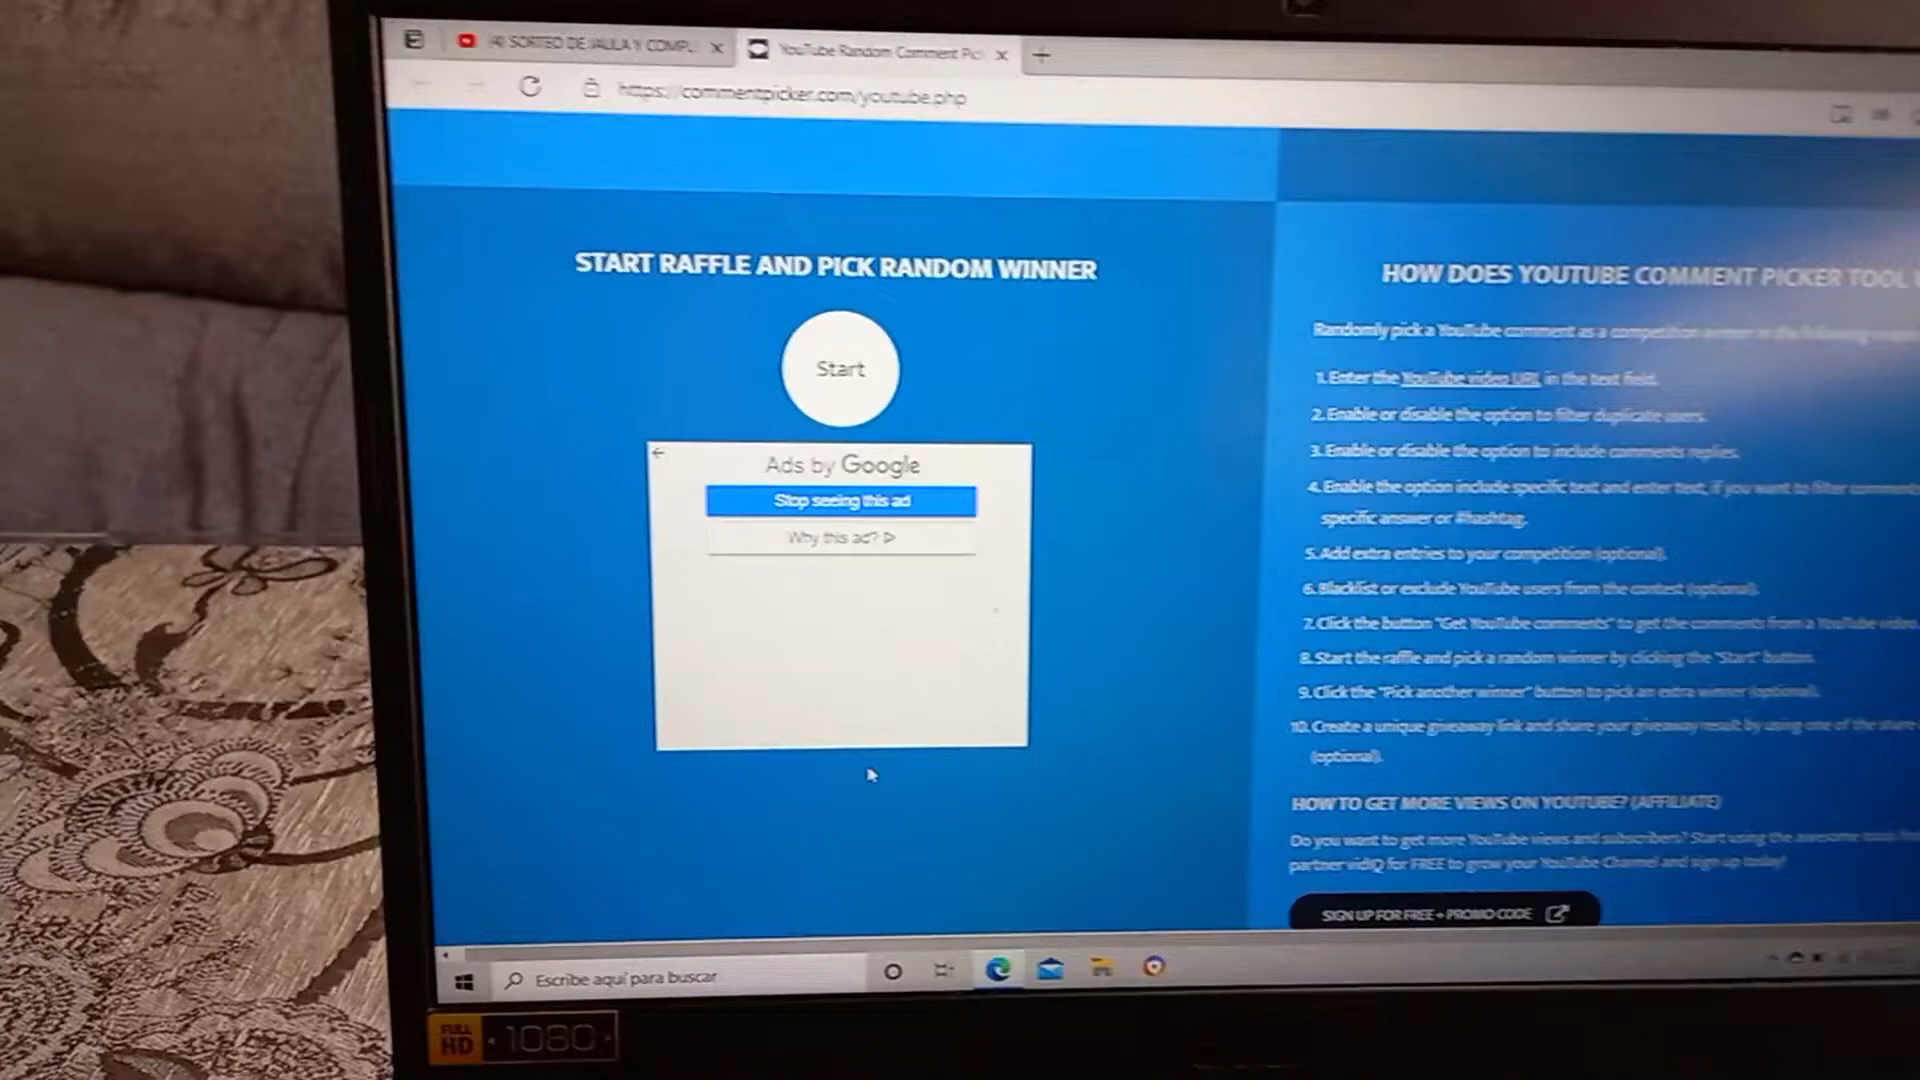 (4) SORTEO DE JAULA Y COMPL
YouTube Random Comment Pic
https://commentpicker.com/youtube.php
START RAFFLE AND PICK RANDOM WINNER
Start
Ads by Google
Stop seeing this ad
Why this ad?
HOW DOES YOUTUBE COMMENT PICKER TOOL
Randomly pick a YouTube comment as a competition winner in the following
1. Enter the YouTube video URL in the text field.
2. Enable or disable the option to filter duplicate users.
3. Enable or disable the option to include comments replies.
4. Enable the option include specific text and enter text, if you want to filter comments
specific answer or #hashtag.
5. Add extra entries to your competition (optional).
6. Blacklist or exclude YouTube users from the contest (optional).
7. Click the button "Get YouTube comments" to get the comments from a YouTube video.
8. Start the raffle and pick a random winner by clicking the "Start" button.
9. Click the "Pick another winner" button to pick an extra winner (optional).
10. Create a unique giveaway link and share your giveaway result by using one of the share
(optional).
HOW TO GET MORE VIEWS ON YOUTUBE? (AFFILIATE)
Do you want to get more YouTube views and subscribers? Start using the awesome tools
partner vidIQ for FREE to grow your YouTube Channel and sign up today!
SIGN UP FOR FREE + PROMO CODE
Escribe aquí para buscar
FULL HD 1080